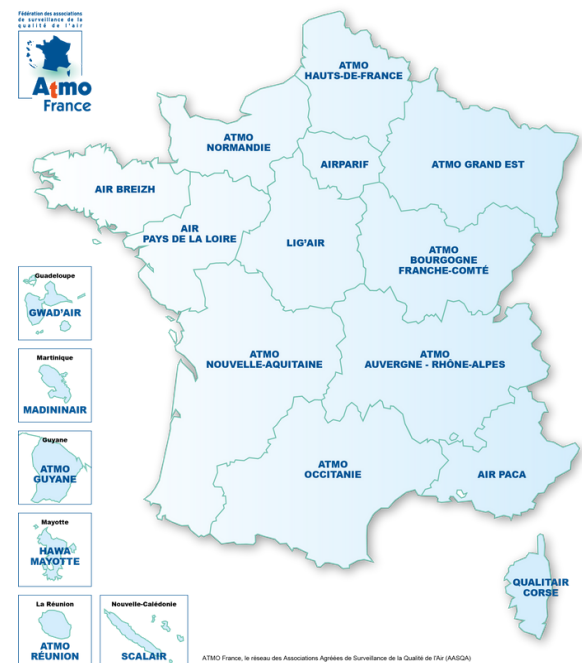 Fédération des associations
de surveillance de la
qualité de l'air
Atmo
France
ATMO
HAUTS-DE-FRANCE
ATMO
NORMANDIE
AIRPARIF
ATMO GRAND EST
AIR BREIZH
AIR
PAYS DE LA LOIRE
LIG'AIR
ATMO
BOURGOGNE
FRANCHE-COMTÉ
Guadeloupe
GWAD'AIR
Martinique
MADININAIR
ATMO
NOUVELLE-AQUITAINE
ATMO
AUVERGNE - RHÔNE-ALPES
Guyane
ATMO
GUYANE
ATMO
OCCITANIE
AIR PACA
Mayotte
HAWA
MAYOTTE
QUALITAIR
CORSE
La Réunion
ATMO
RÉUNION
Nouvelle-Calédonie
SCALAIR
ATMO France, le réseau des Associations Agréées de Surveillance de la Qualité de l'Air (AASQA)